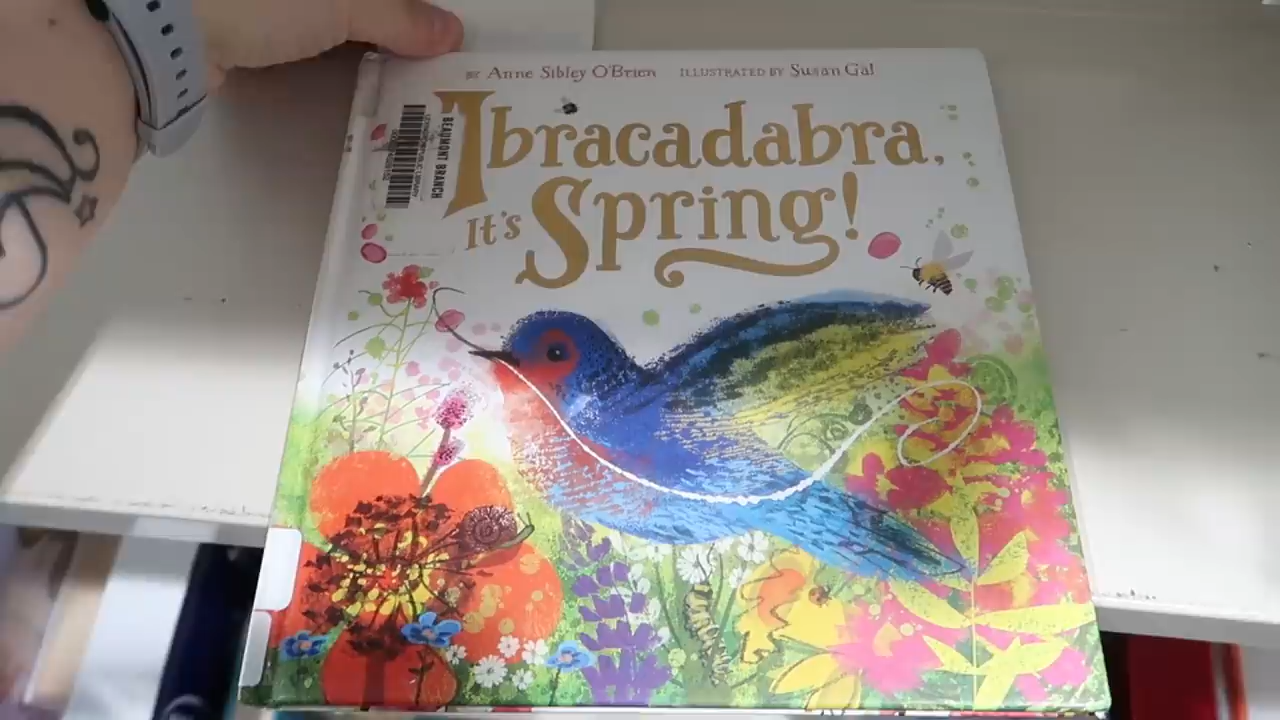 BY Anne Sibley O'Brien ILLUSTRATED BY Susan Gal
Abracadabra,
It's Spring!
BEAUMONT BRANCH